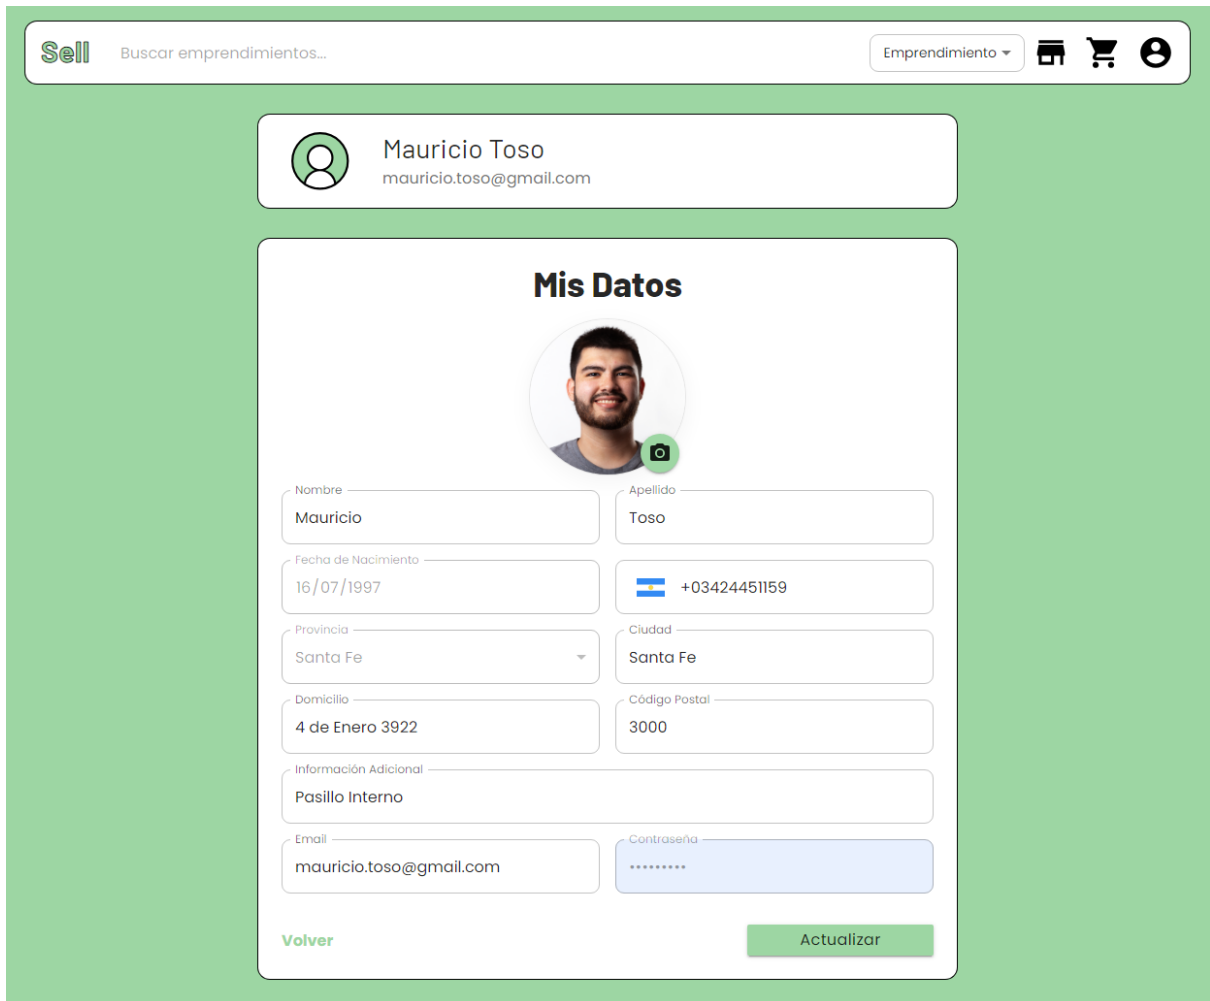 Sell
Buscar emprendimientos...
Emprendimiento
Mauricio Toso
mauricio.toso@gmail.com
Mis Datos
Nombre
Mauricio
Apellido
Toso
Fecha de Nacimiento
16/07/1997
+03424451159
Provincia
Santa Fe
Ciudad
Santa Fe
Domicilio
4 de Enero 3922
Código Postal
3000
Información Adicional
Pasillo Interno
Email
mauricio.toso@gmail.com
Contraseña
•••••••••
Volver
Actualizar